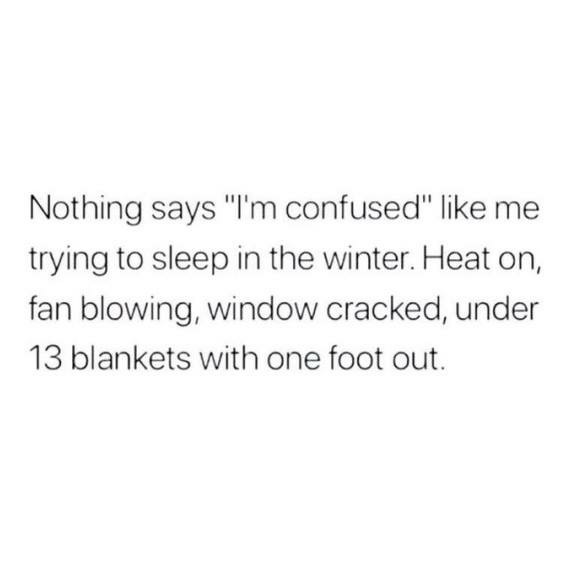 Nothing says "I'm confused" like me
trying to sleep in the winter. Heat on,
fan blowing, window cracked, under
13 blankets with one foot out.